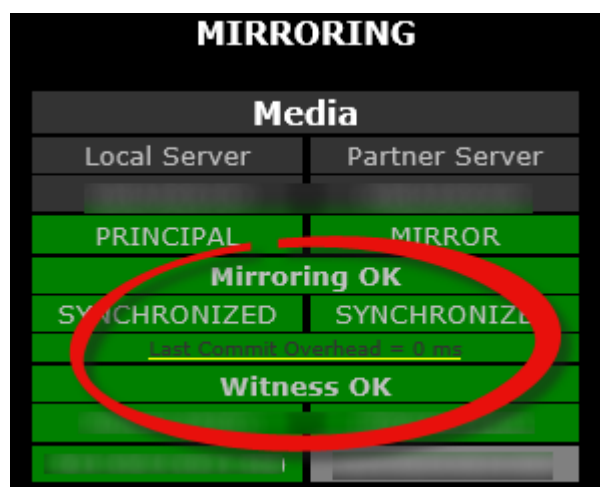 MIRRORING
Media
Local Server Partner Server
PRINCIPAL MIRROR
Mirroring OK
SYNCHRONIZED SYNCHRONIZE
Last Commit Overhead = 0 ms
Witness OK